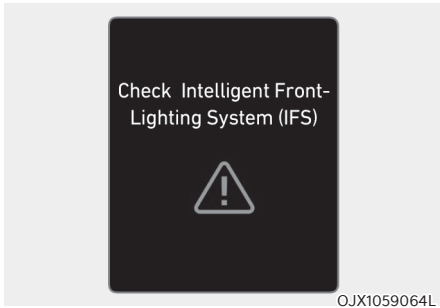 Check Intelligent Front-
Lighting System (IFS)
OJX1059064L